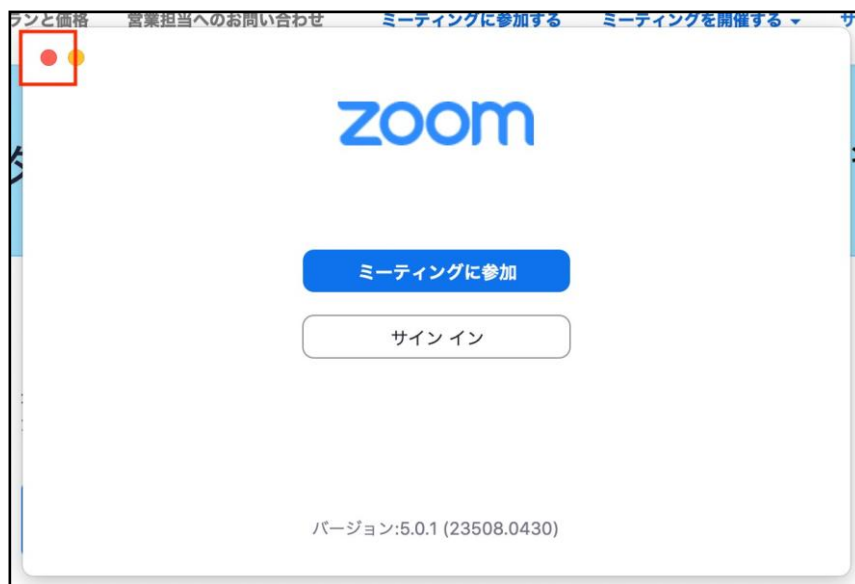 ランと価格 営業担当へのお問い合わせ ミーティングに参加する ミーティングを開催する サ
zoom
ミーティングに参加
サイン イン
バージョン:5.0.1 (23508.0430)